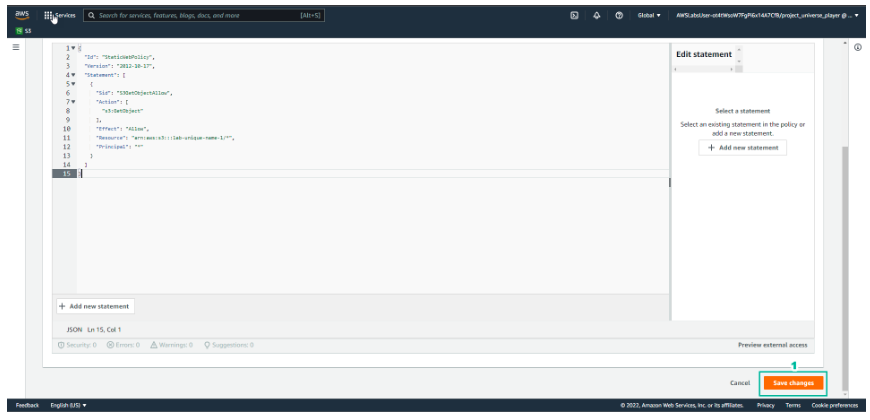 aws
Services
Search for services, features, blogs, docs, and more
[Alt+S]
Global ▼
S3
1 ▼ {
2 "Id": "StaticWebPolicy",
3 "Version": "2012-10-17",
4 ▼ "Statement": [
5 ▼ {
6 "Sid": "S3GetObjectAllow",
7 ▼ "Action": [
8 "s3:GetObject"
9 ],
10 "Effect": "Allow",
11 "Resource": "arn:aws:s3:::lab-unique-name-1/*",
12 "Principal": "*"
13 }
14 ]
15 }
Edit statement
Select a statement
Select an existing statement in the policy or
add a new statement.
+ Add new statement
+ Add new statement
JSON Ln 15, Col 1
Security: 0 Errors: 0 Warnings: 0 Suggestions: 0
Preview external access
1
Cancel
Save changes
Feedback English (US) ▼
© 2022, Amazon Web Services, Inc. or its affiliates. Privacy Terms Cookie preferences